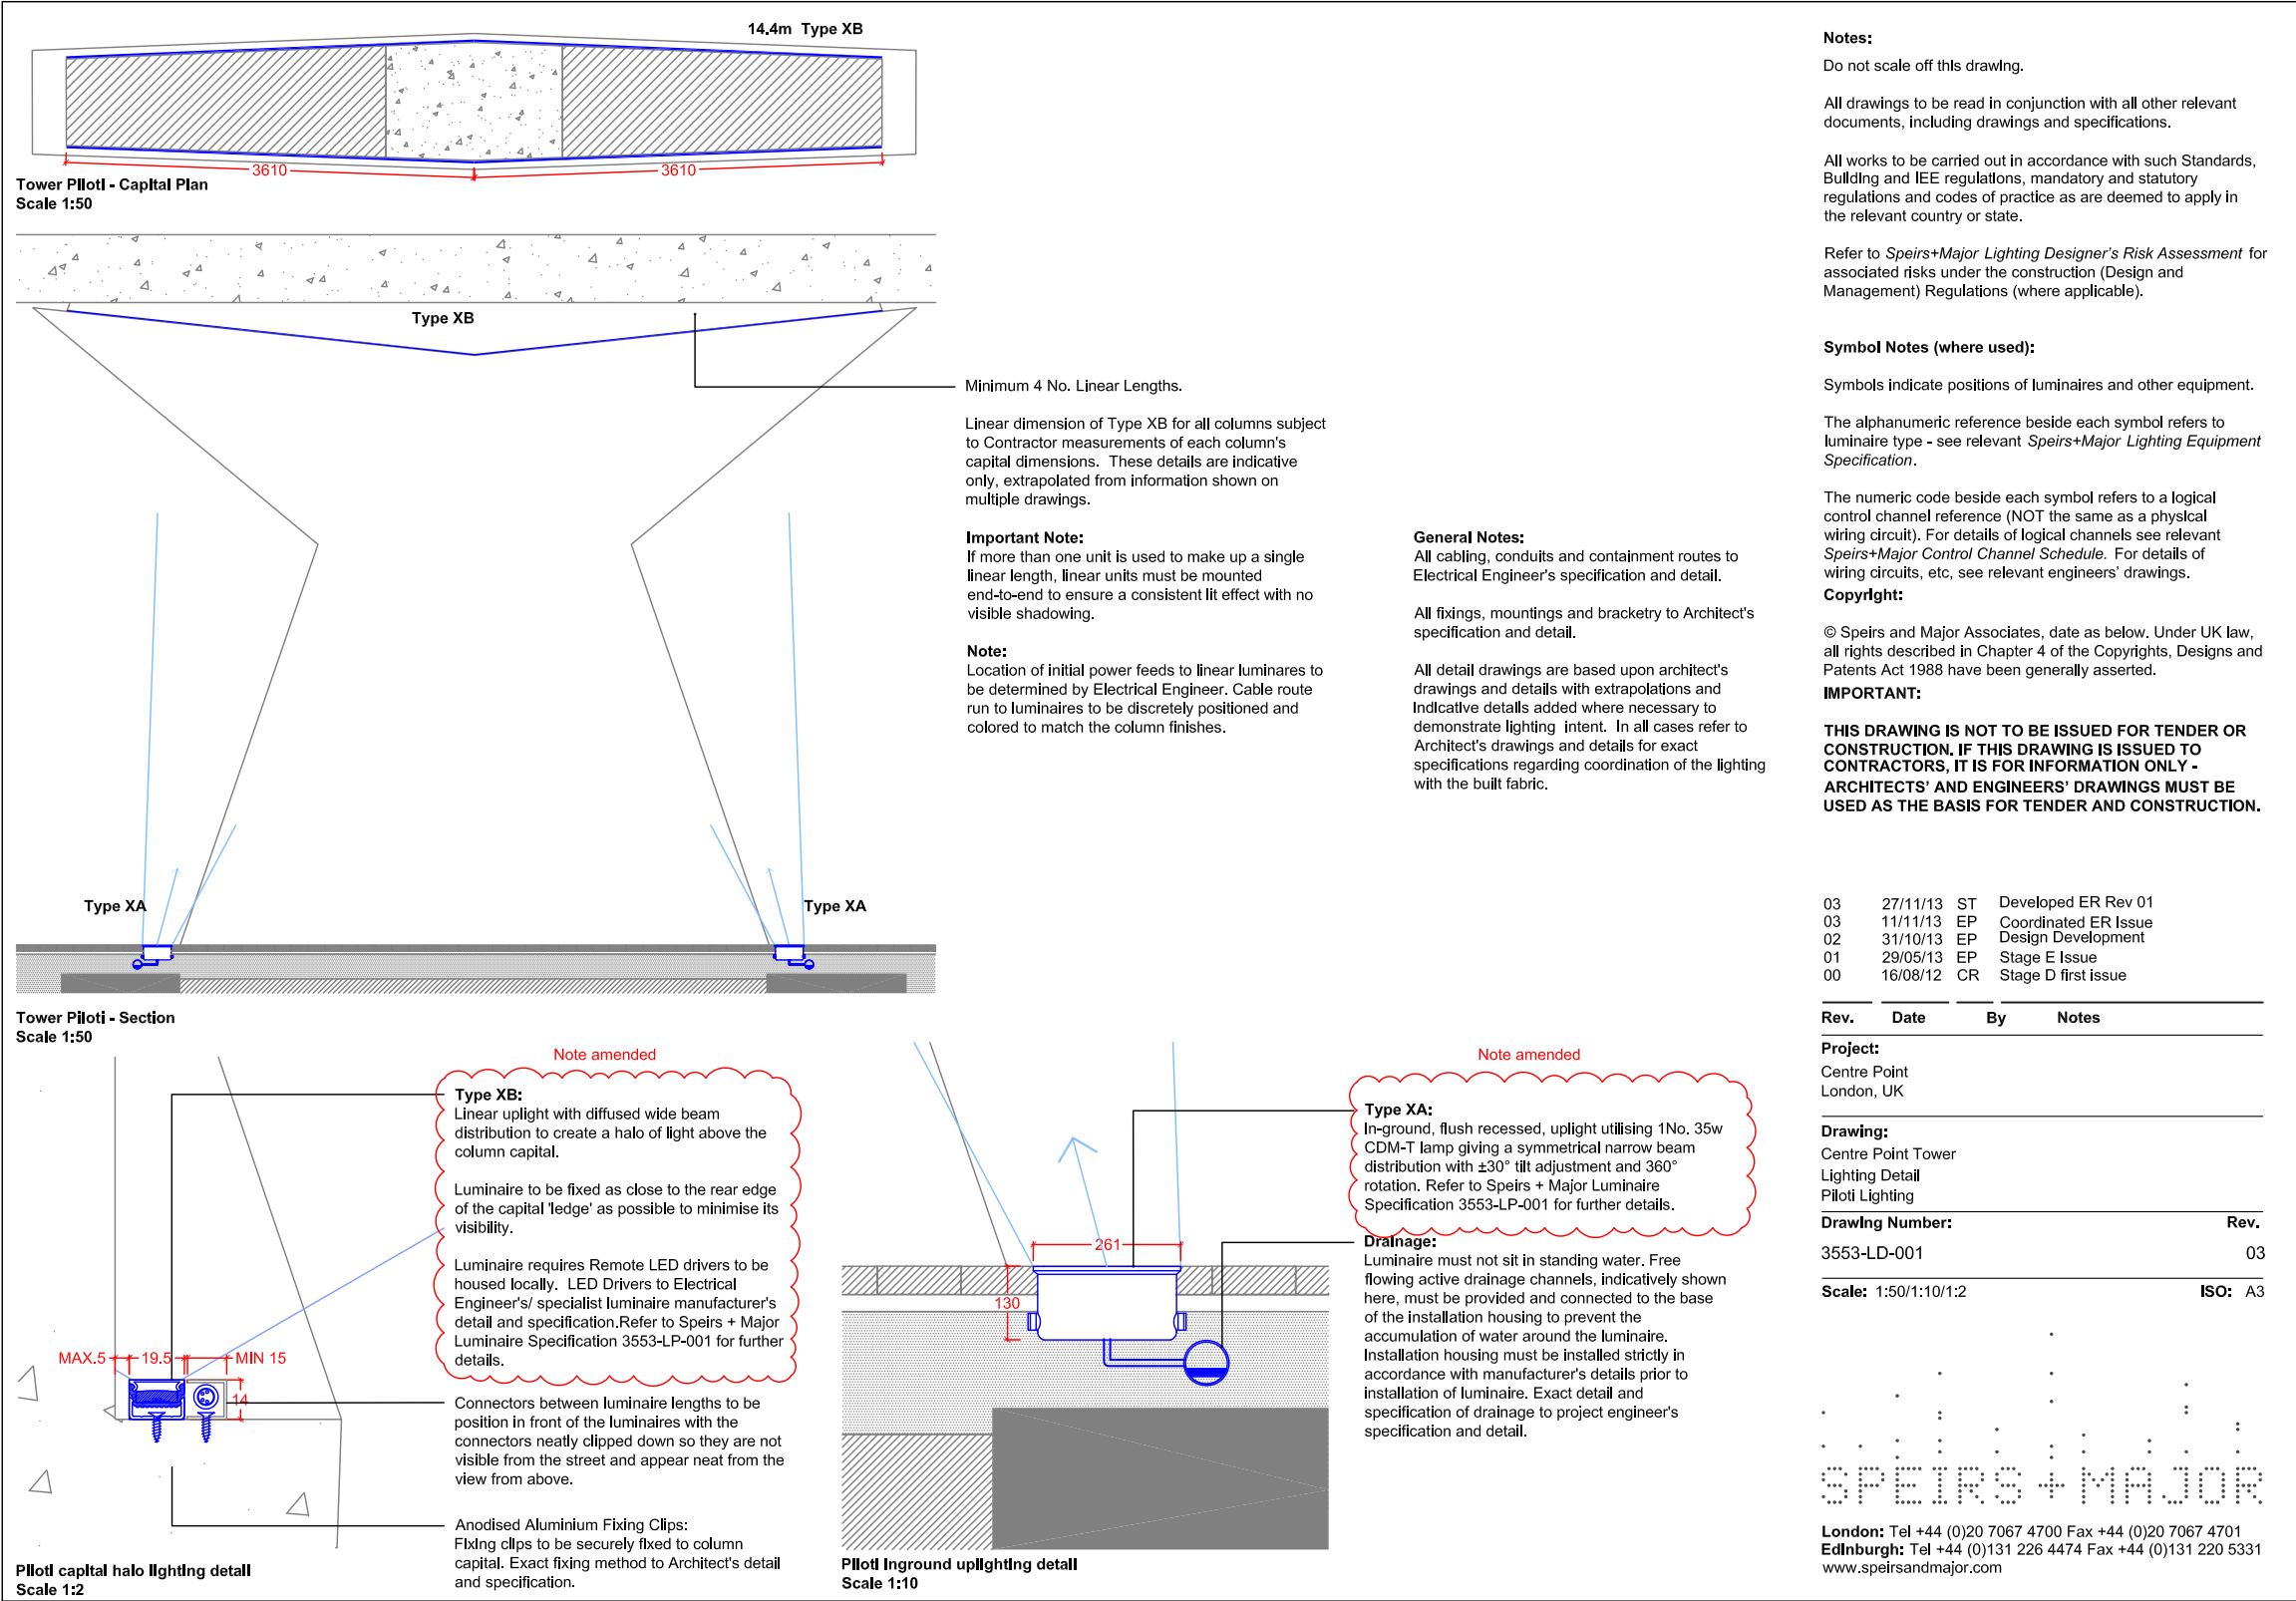 14.4m Type XB
3610
3610
Tower Piloti - Capital Plan
Scale 1:50
Type XB
Minimum 4 No. Linear Lengths.
Linear dimension of Type XB for all columns subject
to Contractor measurements of each column's
capital dimensions. These details are indicative
only, extrapolated from information shown on
multiple drawings.
Important Note:
If more than one unit is used to make up a single
linear length, linear units must be mounted
end-to-end to ensure a consistent lit effect with no
visible shadowing.
Note:
Location of initial power feeds to linear luminares to
be determined by Electrical Engineer. Cable route
run to luminaires to be discretely positioned and
colored to match the column finishes.
General Notes:
All cabling, conduits and containment routes to
Electrical Engineer's specification and detail.
All fixings, mountings and bracketry to Architect's
specification and detail.
All detail drawings are based upon architect's
drawings and details with extrapolations and
Indicative details added where necessary to
demonstrate lighting intent. In all cases refer to
Architect's drawings and details for exact
specifications regarding coordination of the lighting
with the built fabric.
Type XA
Type XA
Tower Piloti - Section
Scale 1:50
Note amended
Type XB:
Linear uplight with diffused wide beam
distribution to create a halo of light above the
column capital.
Luminaire to be fixed as close to the rear edge
of the capital 'ledge' as possible to minimise its
visibility.
Luminaire requires Remote LED drivers to be
housed locally. LED Drivers to Electrical
Engineer's/ specialist luminaire manufacturer's
detail and specification.Refer to Speirs + Major
Luminaire Specification 3553-LP-001 for further
details.
MAX.5
19.5
MIN 15
14
Connectors between luminaire lengths to be
position in front of the luminaires with the
connectors neatly clipped down so they are not
visible from the street and appear neat from the
view from above.
Anodised Aluminium Fixing Clips:
Fixing clips to be securely fixed to column
capital. Exact fixing method to Architect's detail
and specification.
Piloti capital halo lighting detail
Scale 1:2
Note amended
Type XA:
In-ground, flush recessed, uplight utilising 1No. 35w
CDM-T lamp giving a symmetrical narrow beam
distribution with ±30° tilt adjustment and 360°
rotation. Refer to Speirs + Major Luminaire
Specification 3553-LP-001 for further details.
261
130
Drainage:
Luminaire must not sit in standing water. Free
flowing active drainage channels, indicatively shown
here, must be provided and connected to the base
of the installation housing to prevent the
accumulation of water around the luminaire.
Installation housing must be installed strictly in
accordance with manufacturer's details prior to
installation of luminaire. Exact detail and
specification of drainage to project engineer's
specification and detail.
Piloti Inground uplighting detail
Scale 1:10
Notes:
Do not scale off this drawing.
All drawings to be read in conjunction with all other relevant
documents, including drawings and specifications.
All works to be carried out in accordance with such Standards,
Building and IEE regulations, mandatory and statutory
regulations and codes of practice as are deemed to apply in
the relevant country or state.
Refer to Speirs+Major Lighting Designer's Risk Assessment for
associated risks under the construction (Design and
Management) Regulations (where applicable).
Symbol Notes (where used):
Symbols indicate positions of luminaires and other equipment.
The alphanumeric reference beside each symbol refers to
luminaire type - see relevant Speirs+Major Lighting Equipment
Specification.
The numeric code beside each symbol refers to a logical
control channel reference (NOT the same as a physical
wiring circuit). For details of logical channels see relevant
Speirs+Major Control Channel Schedule. For details of
wiring circuits, etc, see relevant engineers' drawings.
Copyright:
© Speirs and Major Associates, date as below. Under UK law,
all rights described in Chapter 4 of the Copyrights, Designs and
Patents Act 1988 have been generally asserted.
IMPORTANT:
THIS DRAWING IS NOT TO BE ISSUED FOR TENDER OR
CONSTRUCTION. IF THIS DRAWING IS ISSUED TO
CONTRACTORS, IT IS FOR INFORMATION ONLY -
ARCHITECTS' AND ENGINEERS' DRAWINGS MUST BE
USED AS THE BASIS FOR TENDER AND CONSTRUCTION.
03 27/11/13 ST Developed ER Rev 01
03 11/11/13 EP Coordinated ER Issue
02 31/10/13 EP Design Development
01 29/05/13 EP Stage E Issue
00 16/08/12 CR Stage D first issue
Rev. Date By Notes
Project:
Centre Point
London, UK
Drawing:
Centre Point Tower
Lighting Detail
Piloti Lighting
Drawing Number: Rev.
3553-LD-001 03
Scale: 1:50/1:10/1:2 ISO: A3
SPEIRS + MAJOR
London: Tel +44 (0)20 7067 4700 Fax +44 (0)20 7067 4701
Edinburgh: Tel +44 (0)131 226 4474 Fax +44 (0)131 220 5331
www.speirsandmajor.com